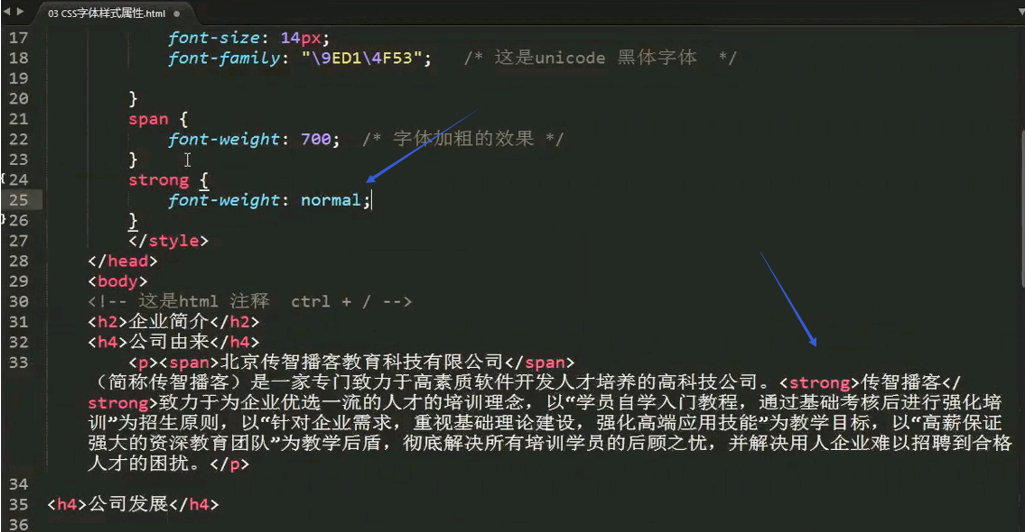 03 CSS字体样式属性.html
17 font-size: 14px;
18 font-family: "\9ED1\4F53"; /* 这是unicode 黑体字体 */
19
20 }
21 span {
22 font-weight: 700; /* 字体加粗的效果 */
23 }
24 strong {
25 font-weight: normal;
26 }
27 </style>
28 </head>
29 <body>
30 <!-- 这是html 注释 ctrl + / -->
31 <h2>企业简介</h2>
32 <h4>公司由来</h4>
33 <p><span>北京传智播客教育科技有限公司</span>
（简称传智播客）是一家专门致力于高素质软件开发人才培养的高科技公司。<strong>传智播客</
strong>致力于为企业优选一流的人才的培训理念，以“学员自学入门教程，通过基础考核后进行强化培
训”为招生原则，以“针对企业需求，重视基础理论建设，强化高端应用技能”为教学目标，以“高薪保证
强大的资深教育团队”为教学后盾，彻底解决所有培训学员的后顾之忧，并解决用人企业难以招聘到合格
人才的困扰。</p>
34
35 <h4>公司发展</h4>
36